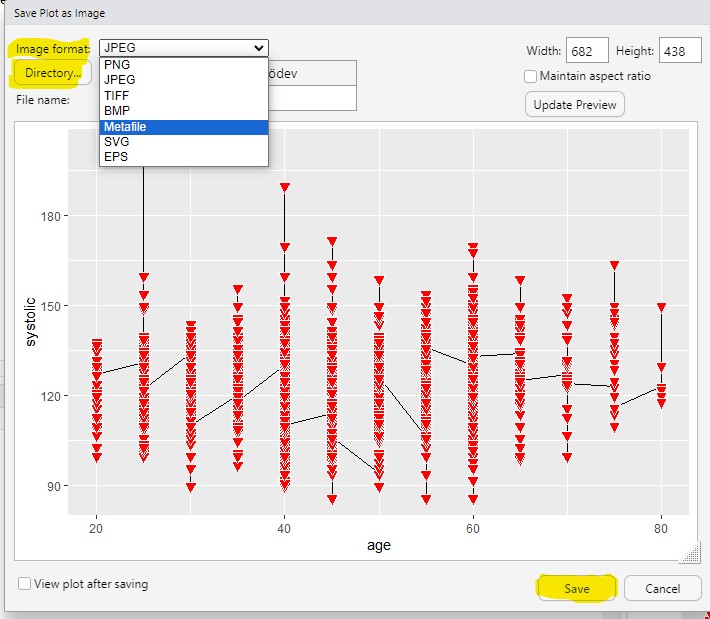 Save Plot as Image
Image format: JPEG
Width: 682 Height: 438
PNG
JPEG
TIFF
BMP
Metafile
SVG
EPS
Directory...
ödev
Maintain aspect ratio
File name:
Update Preview
systolic
180
150
120
90
20 40 60 80
age
View plot after saving
Save
Cancel